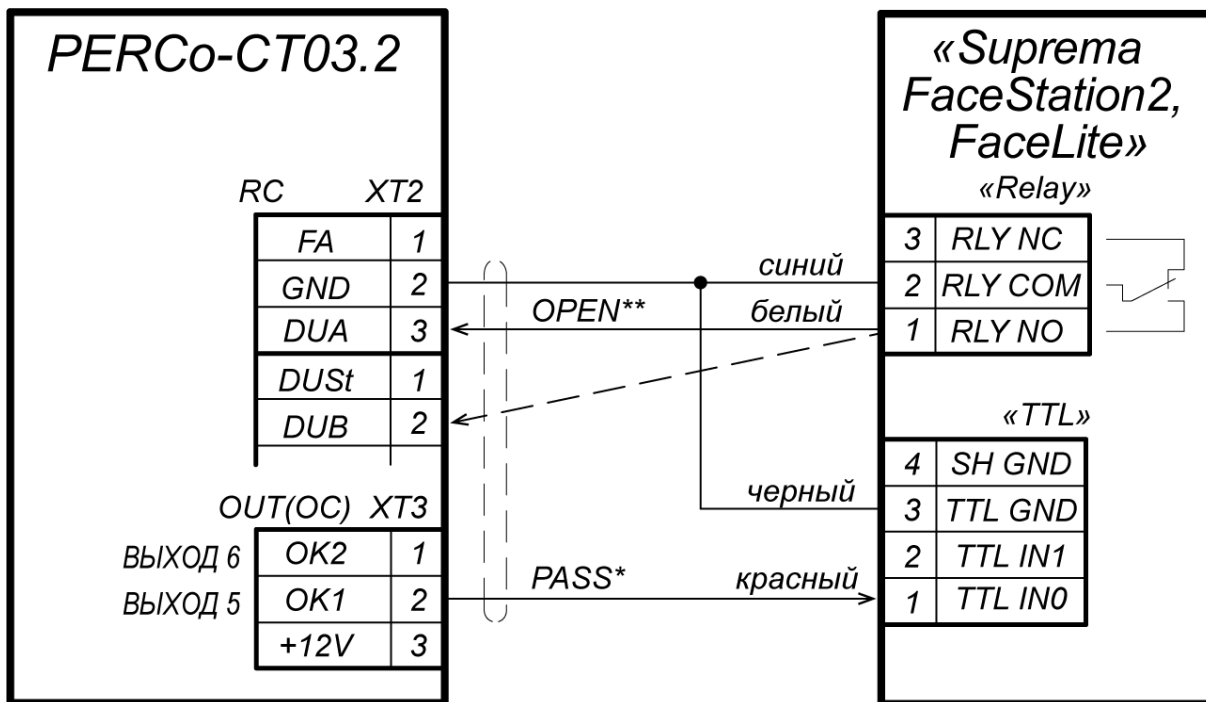 PERCo-CT03.2
RC XT2
FA 1
GND 2
DUA 3
DUSt 1
DUB 2
OUT(OC) XT3
ВЫХОД 6 OK2 1
ВЫХОД 5 OK1 2
+12V 3
синий
OPEN** белый
черный
PASS* красный
«Suprema
FaceStation2,
FaceLite»
«Relay»
3 RLY NC
2 RLY COM
1 RLY NO
«TTL»
4 SH GND
3 TTL GND
2 TTL IN1
1 TTL IN0